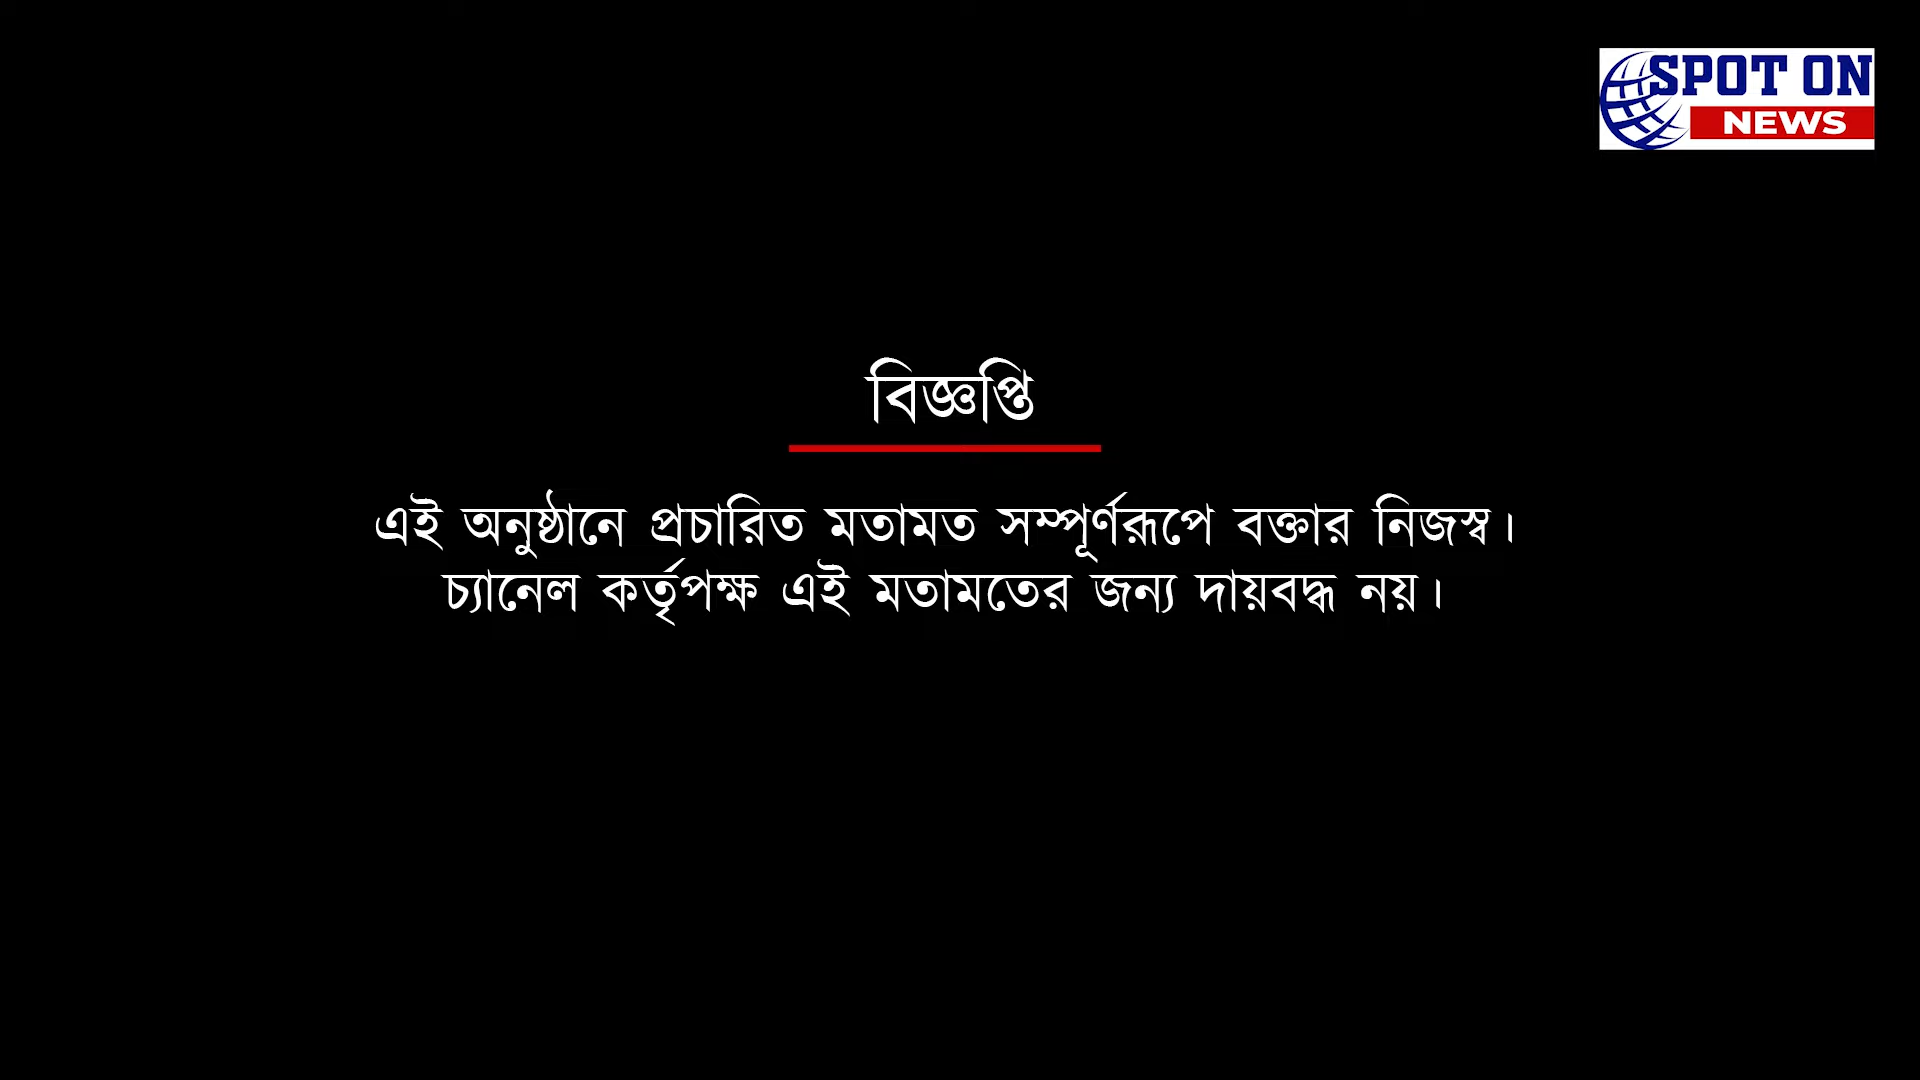 SPOT ON
NEWS
বিজ্ঞপ্তি
এই অনুষ্ঠানে প্রচারিত মতামত সম্পূর্ণরূপে বক্তার নিজস্ব।
চ্যানেল কর্তৃপক্ষ এই মতামতের জন্য দায়বদ্ধ নয়।